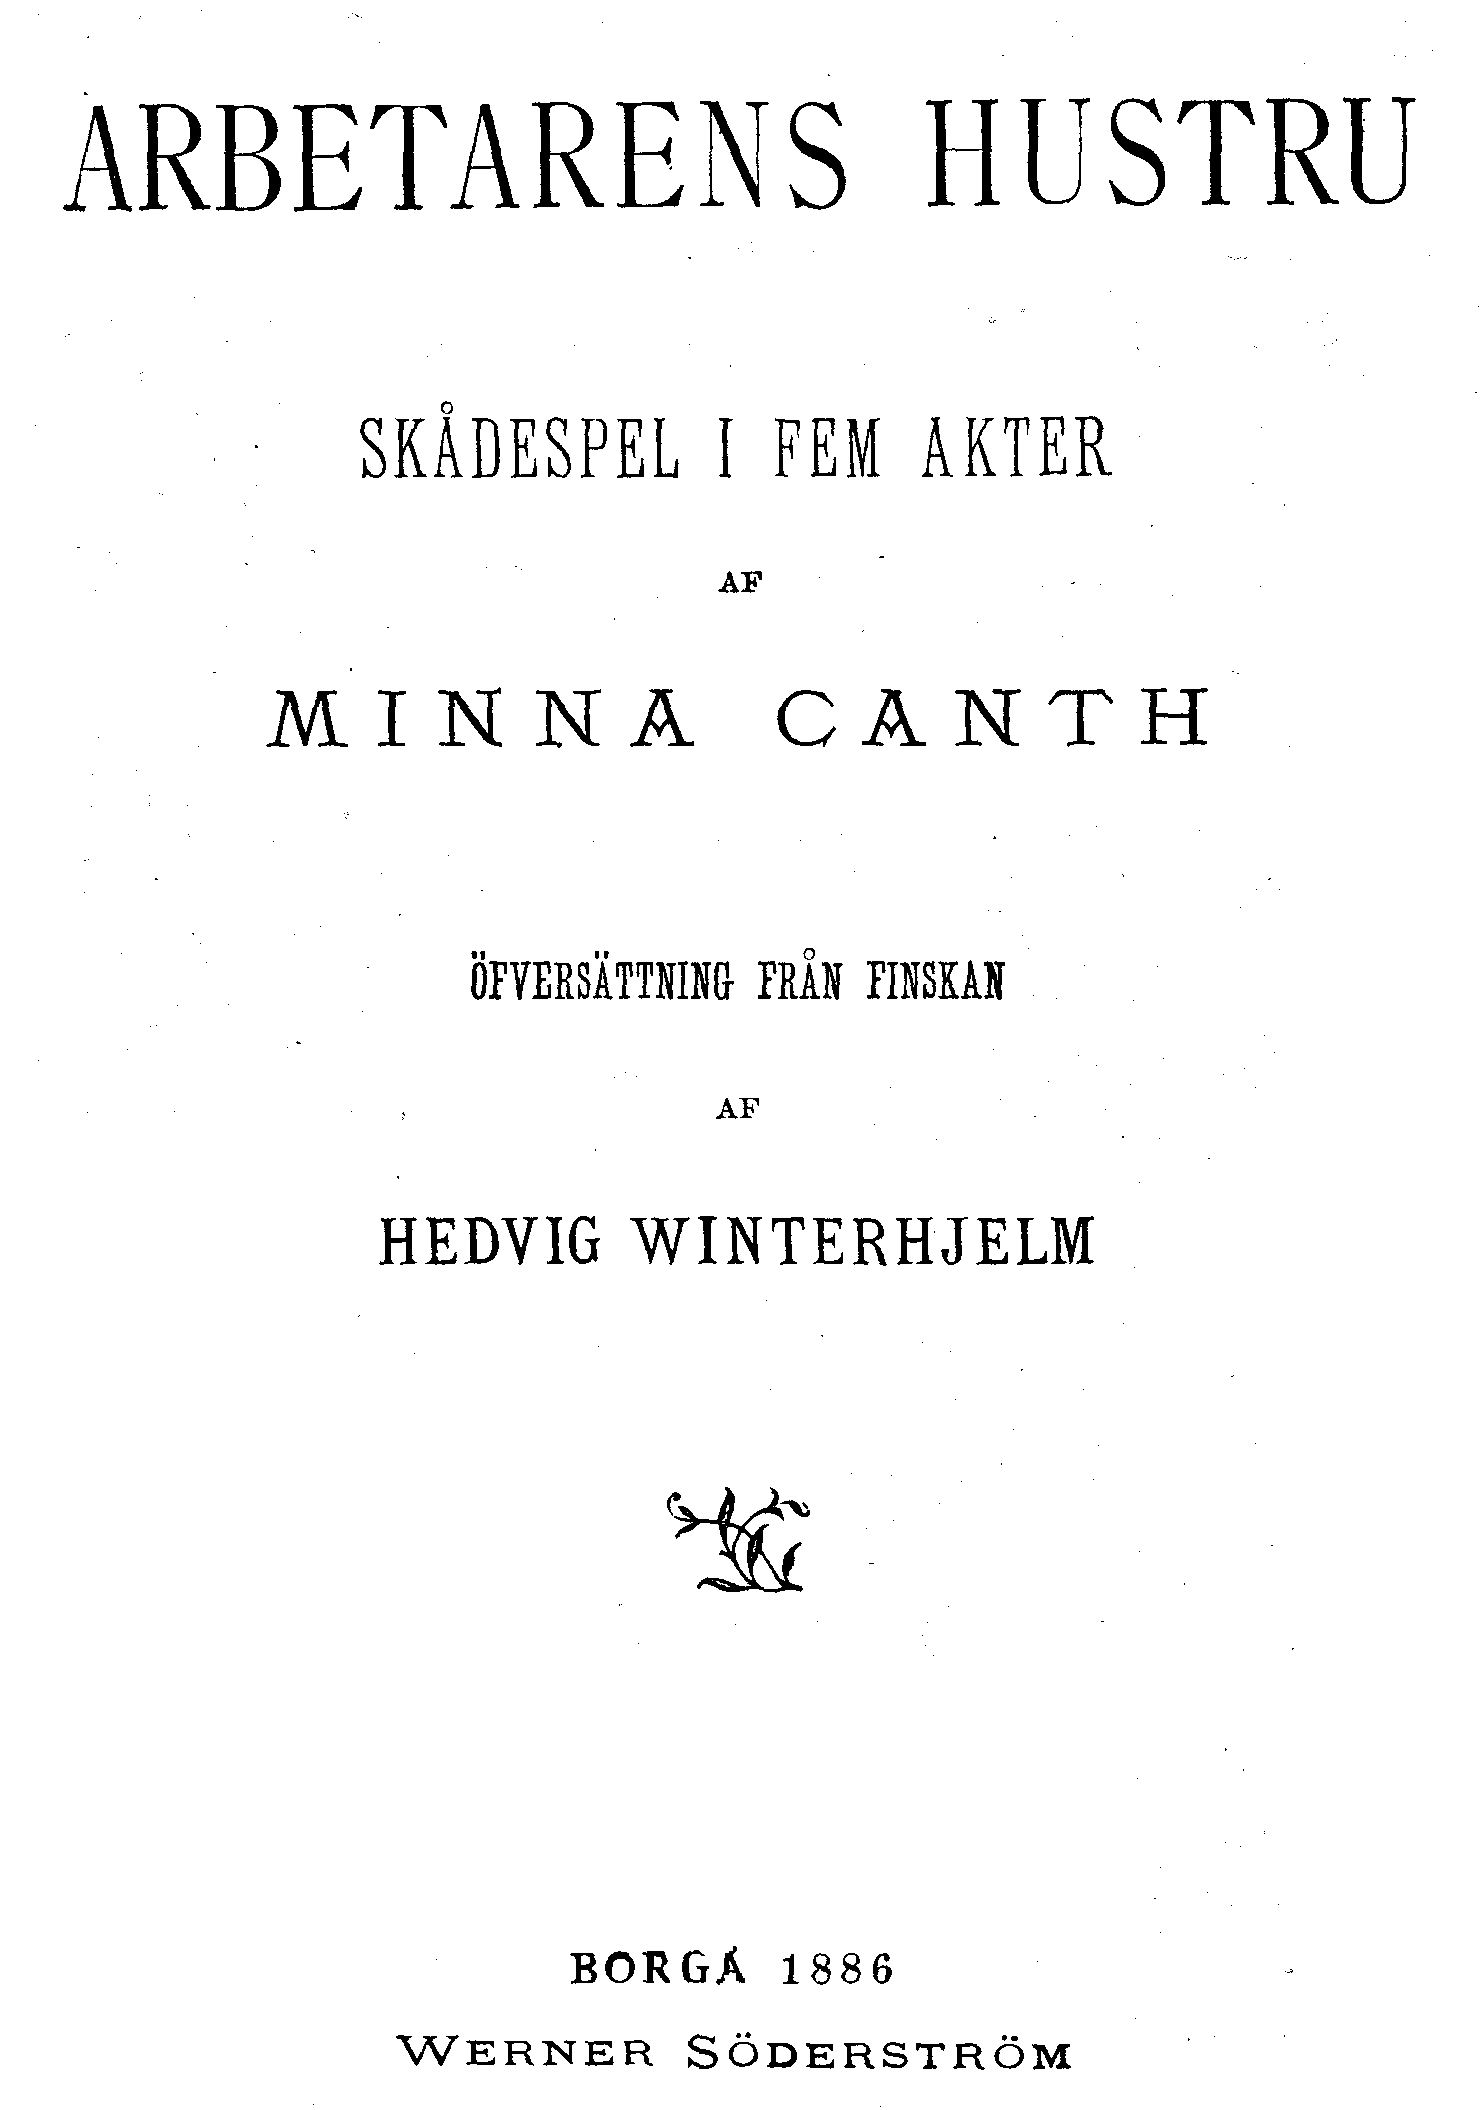 ARBETARENS HUSTRU
SKÅDESPEL I FEM AKTER
AF
MINNA CANTH
ÖFVERSÄTTNING FRÅN FINSKAN
AF
HEDVIG WINTERHJELM
BORGÅ 1886
WERNER SÖDERSTRÖM